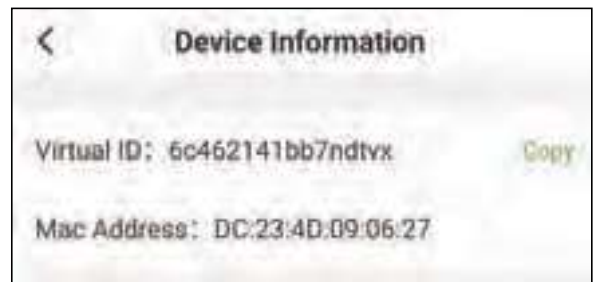 Device Information
Virtual ID: 6c462141bb7ndtvx Copy
Mac Address: DC:23:4D:09:06:27